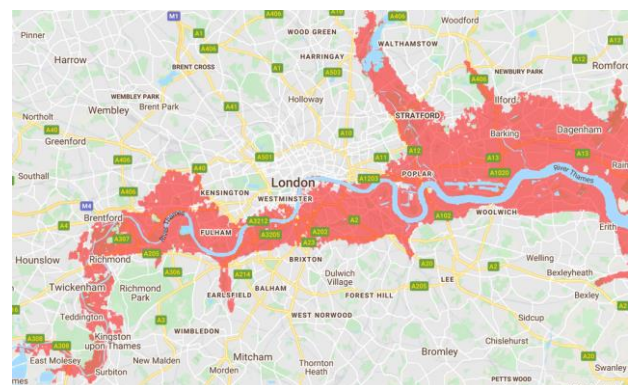 Pinner
M1
A1
A406
WOOD GREEN
A406
Woodford
A406
WALTHAMSTOW
A12
Harrow
BRENT CROSS
HARRINGAY
A503
NEWBURY PARK
A406
A12
Romford
WEMBLEY PARK
Wembley
Brent Park
Holloway
Ilford
Northolt
A41
A10
STRATFORD
Dagenham
A40
Greenford
Barking
A406
A501
A11
A12
A13
A13
Southall
A40
London
A1203
POPLAR
A1020
River Thames
A406
KENSINGTON
WESTMINSTER
M4
Brentford
River Thames
A4
FULHAM
A3212
A202
A2
A102
WOOLWICH
A307
A3205
A23
Erith
Hounslow
Richmond
A205
BRIXTON
A306
A20
A2
Welling
Twickenham
Richmond
Park
A214
BALHAM
Dulwich
Village
LEE
Bexleyheath
EARLSFIELD
FOREST HILL
A205
Bexley
Teddington
A3
WIMBLEDON
WEST NORWOOD
A2
A308
A308
Kingston
upon Thames
Sidcup
East Molesey
New Malden
Mitcham
Thornton
Heath
Bromley
Chislehurst
A20
Surbiton
Morden
Swanley
PETTS WOOD